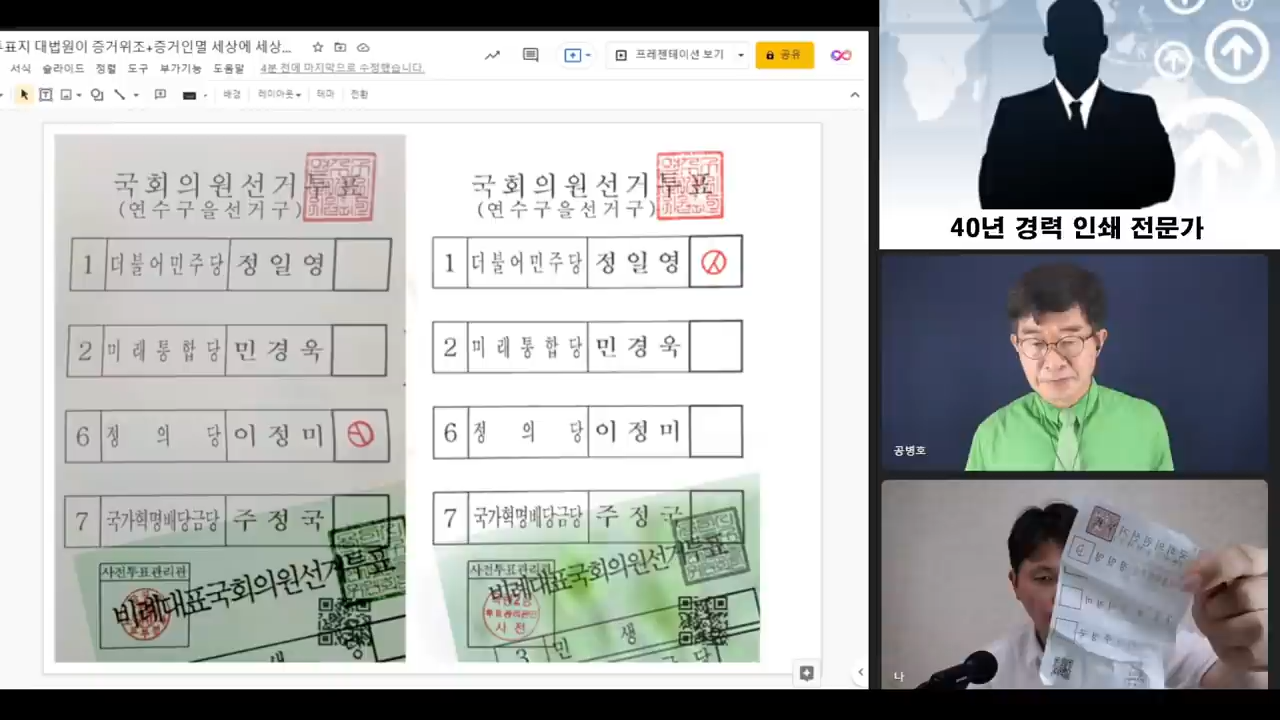 표지 대법원이 증거위조+증거인멸 세상에 세상...
서식 슬라이드 정렬 도구 부가기능 도움말 4분 전에 마지막으로 수정했습니다.
프레젠테이션 보기
공유
배경 레이아웃 테마 전환
국회의원선거투표
(연수구을선거구)
1 더불어민주당 정일영
2 미래통합당 민경욱
6 정의당 이정미
7 국가혁명배당금당 주정국
사전투표관리관
비례대표국회의원선거투표
생
국회의원선거투표
(연수구을선거구)
1 더불어민주당 정일영
2 미래통합당 민경욱
6 정의당 이정미
7 국가혁명배당금당 주정국
사전투표관리관
비례대표국회의원선거투표
투표관리관인
사전
3 민 생
당
40년 경력 인쇄 전문가
공병호
나